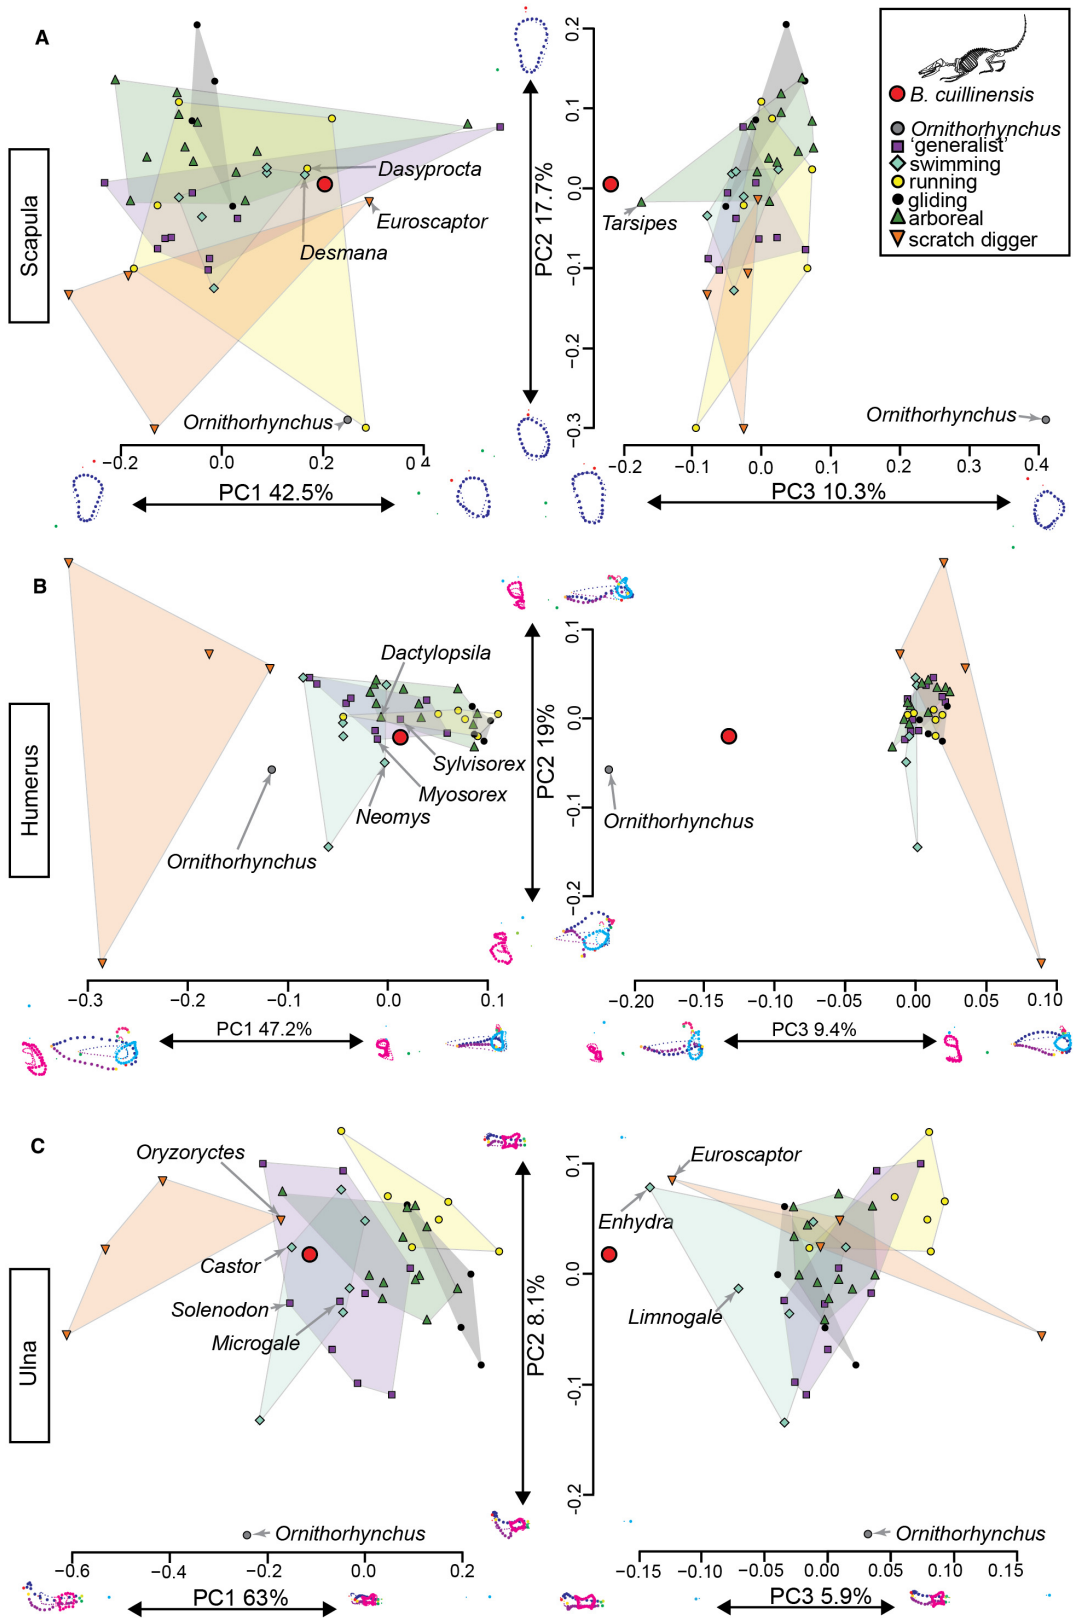 A
Scapula
Dasyprocta
Euroscaptor
Desmana
Ornithorhynchus
−0.2 0.0 0.2 0 4
PC1 42.5%
PC2 17.7%
0.2
0.1
0.0
−0.1
−0.2
−0.3
Tarsipes
Ornithorhynchus
−0.2 −0.1 0.0 0.1 0.2 0.3 0.4
PC3 10.3%
B. cuillinensis
Ornithorhynchus
'generalist'
swimming
running
gliding
arboreal
scratch digger
B
Humerus
Dactylopsila
Sylvisorex
Myosorex
Neomys
Ornithorhynchus
−0.3 −0.2 −0.1 0.0 0.1
PC1 47.2%
PC2 19%
0.1
0.0
−0.1
−0.2
Ornithorhynchus
−0.20 −0.15 −0.10 −0.05 0.00 0.05 0.10
PC3 9.4%
C
Ulna
Oryzoryctes
Castor
Solenodon
Microgale
Ornithorhynchus
−0.6 −0.4 −0.2 0.0 0.2
PC1 63%
PC2 8.1%
0.1
0.0
−0.1
−0.2
Euroscaptor
Enhydra
Limnogale
Ornithorhynchus
−0.15 −0.10 −0.05 0.00 0.05 0.10 0.15
PC3 5.9%